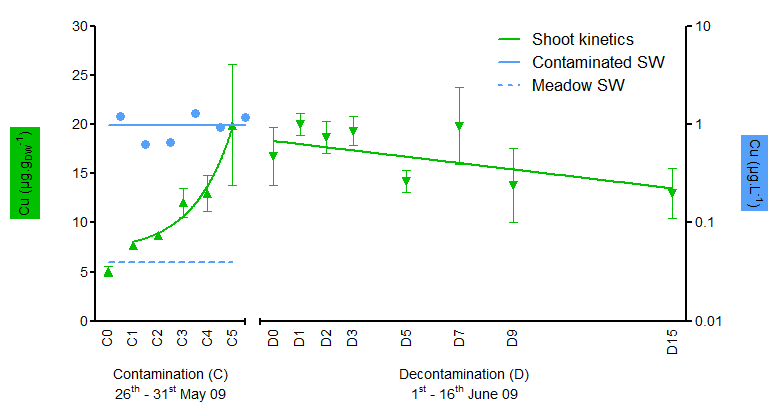 30
25
20
15
10
5
0
Cu (µg.g_DW⁻¹)
10
1
0.1
0.01
Cu (µg.L⁻¹)
Shoot kinetics
Contaminated SW
Meadow SW
C0 C1 C2 C3 C4 C5 D0 D1 D2 D3 D5 D7 D9 D15
Contamination (C)
26th - 31st May 09
Decontamination (D)
1st - 16th June 09